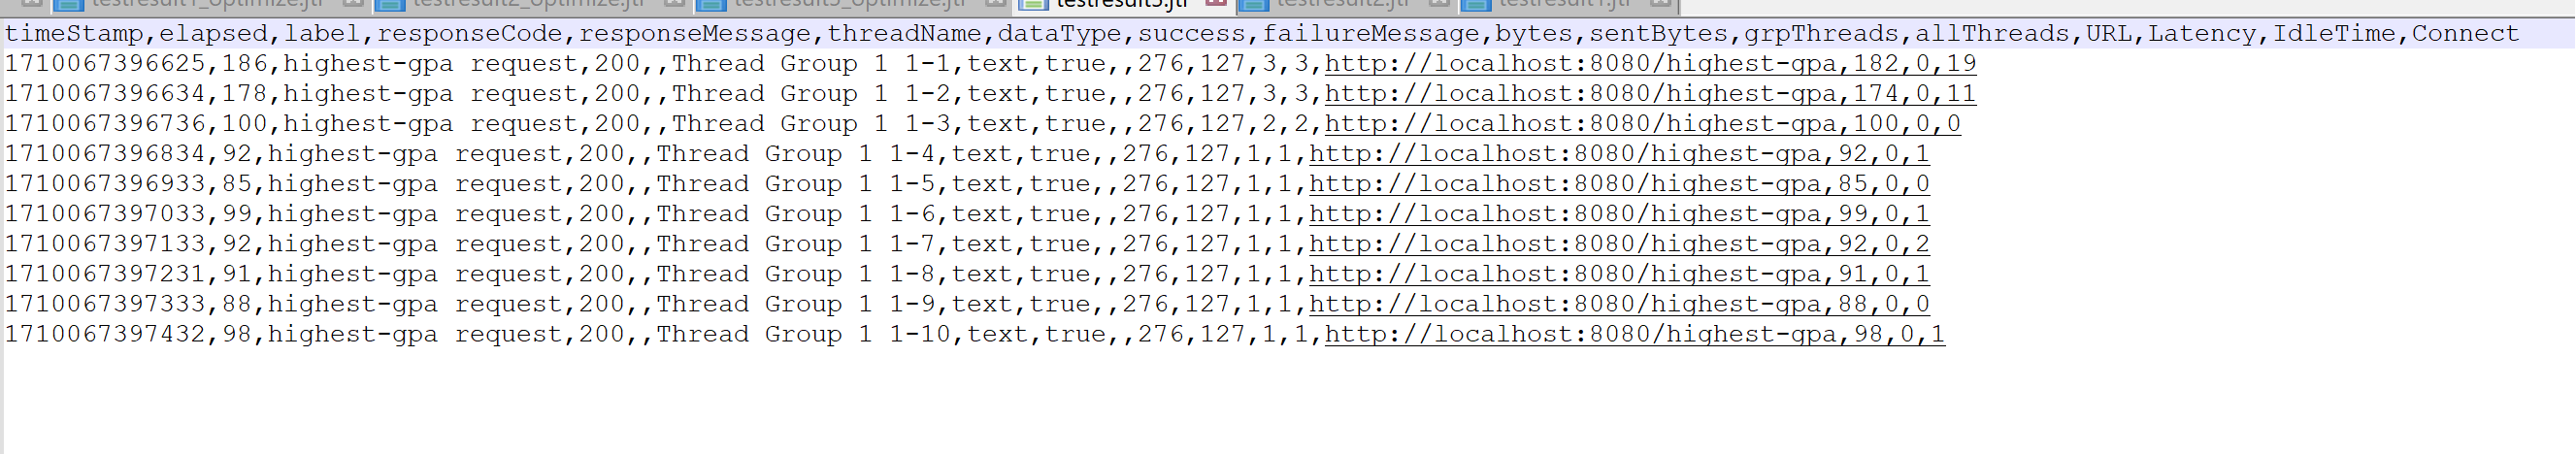 testresult1_optimize.jtl testresult2_optimize.jtl testresult3_optimize.jtl testresult3.jtl testresult2.jtl testresult1.jtl
timeStamp,elapsed,label,responseCode,responseMessage,threadName,dataType,success,failureMessage,bytes,sentBytes,grpThreads,allThreads,URL,Latency,IdleTime,Connect
1710067396625,186,highest-gpa request,200,,Thread Group 1 1-1,text,true,,276,127,3,3,http://localhost:8080/highest-gpa,182,0,19
1710067396634,178,highest-gpa request,200,,Thread Group 1 1-2,text,true,,276,127,3,3,http://localhost:8080/highest-gpa,174,0,11
1710067396736,100,highest-gpa request,200,,Thread Group 1 1-3,text,true,,276,127,2,2,http://localhost:8080/highest-gpa,100,0,0
1710067396834,92,highest-gpa request,200,,Thread Group 1 1-4,text,true,,276,127,1,1,http://localhost:8080/highest-gpa,92,0,1
1710067396933,85,highest-gpa request,200,,Thread Group 1 1-5,text,true,,276,127,1,1,http://localhost:8080/highest-gpa,85,0,0
1710067397033,99,highest-gpa request,200,,Thread Group 1 1-6,text,true,,276,127,1,1,http://localhost:8080/highest-gpa,99,0,1
1710067397133,92,highest-gpa request,200,,Thread Group 1 1-7,text,true,,276,127,1,1,http://localhost:8080/highest-gpa,92,0,2
1710067397231,91,highest-gpa request,200,,Thread Group 1 1-8,text,true,,276,127,1,1,http://localhost:8080/highest-gpa,91,0,1
1710067397333,88,highest-gpa request,200,,Thread Group 1 1-9,text,true,,276,127,1,1,http://localhost:8080/highest-gpa,88,0,0
1710067397432,98,highest-gpa request,200,,Thread Group 1 1-10,text,true,,276,127,1,1,http://localhost:8080/highest-gpa,98,0,1